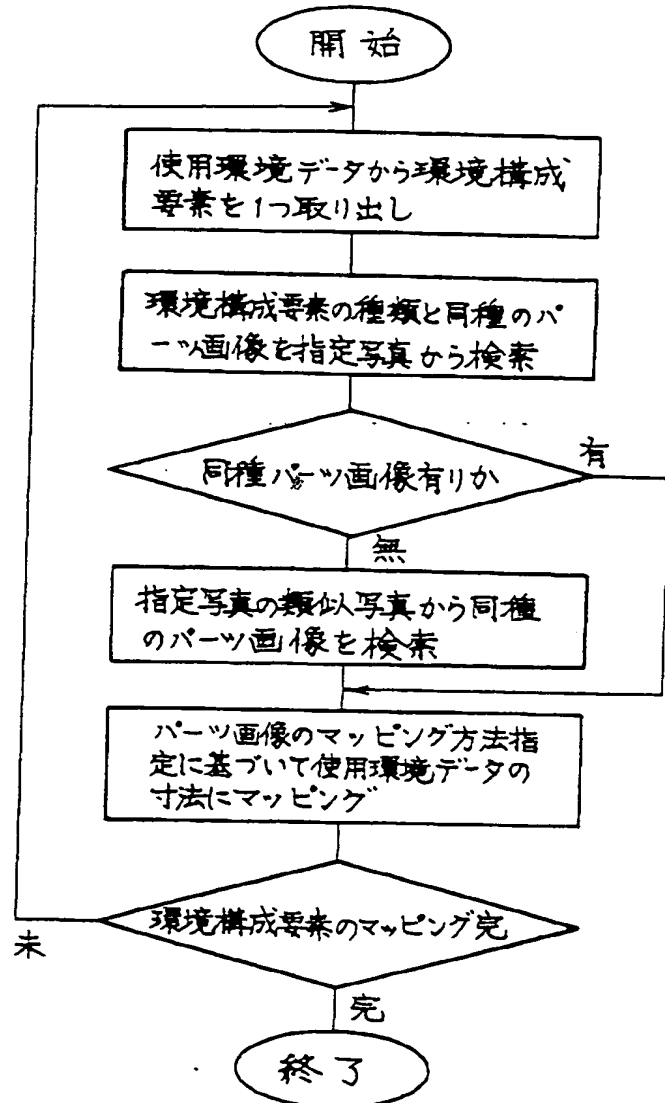 開始
使用環境データから環境構成
要素を1つ取り出し
環境構成要素の種類と同種のパ
ーツ画像を指定写真から検索
同種パーツ画像有りか
有
無
指定写真の類似写真から同種
のパーツ画像を検索
パーツ画像のマッピング方法指
定に基づいて使用環境データの
寸法にマッピング
環境構成要素のマッピング完
未
完
終了